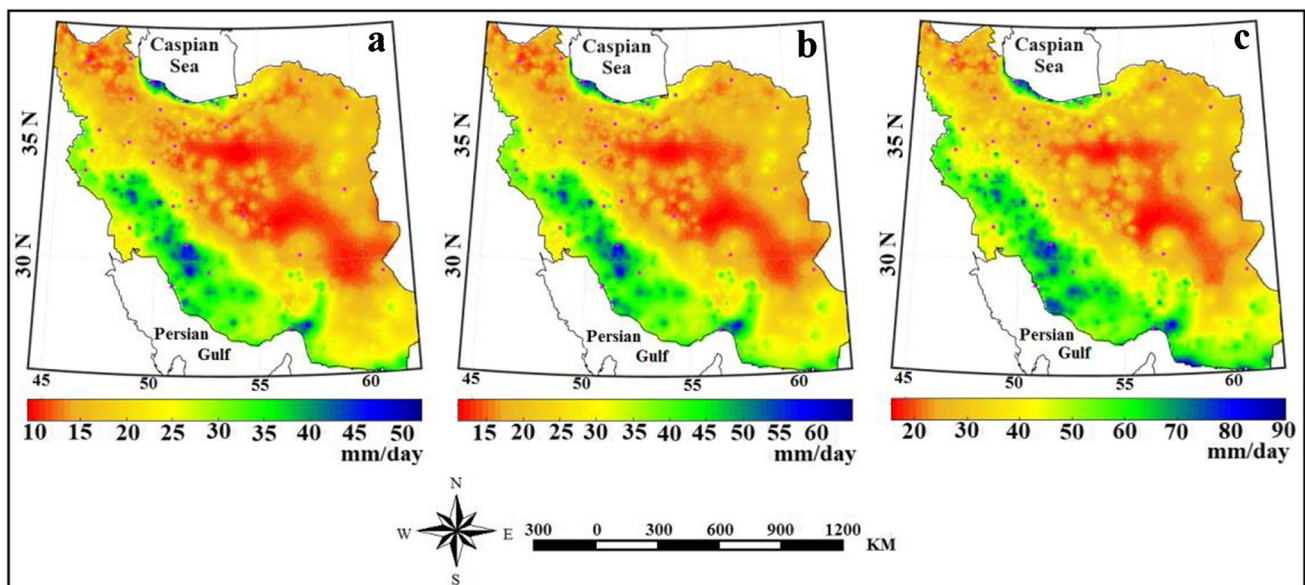 a
Caspian
Sea
35 N
30 N
Persian
Gulf
45 50 55 60
10 15 20 25 30 35 40 45 50
mm/day
b
Caspian
Sea
35 N
30 N
Persian
Gulf
45 50 55 60
15 20 25 30 35 40 45 50 55 60
mm/day
c
Caspian
Sea
35 N
30 N
Persian
Gulf
45 50 55 60
20 30 40 50 60 70 80 90
mm/day
N
W E
S
300 0 300 600 900 1200
KM